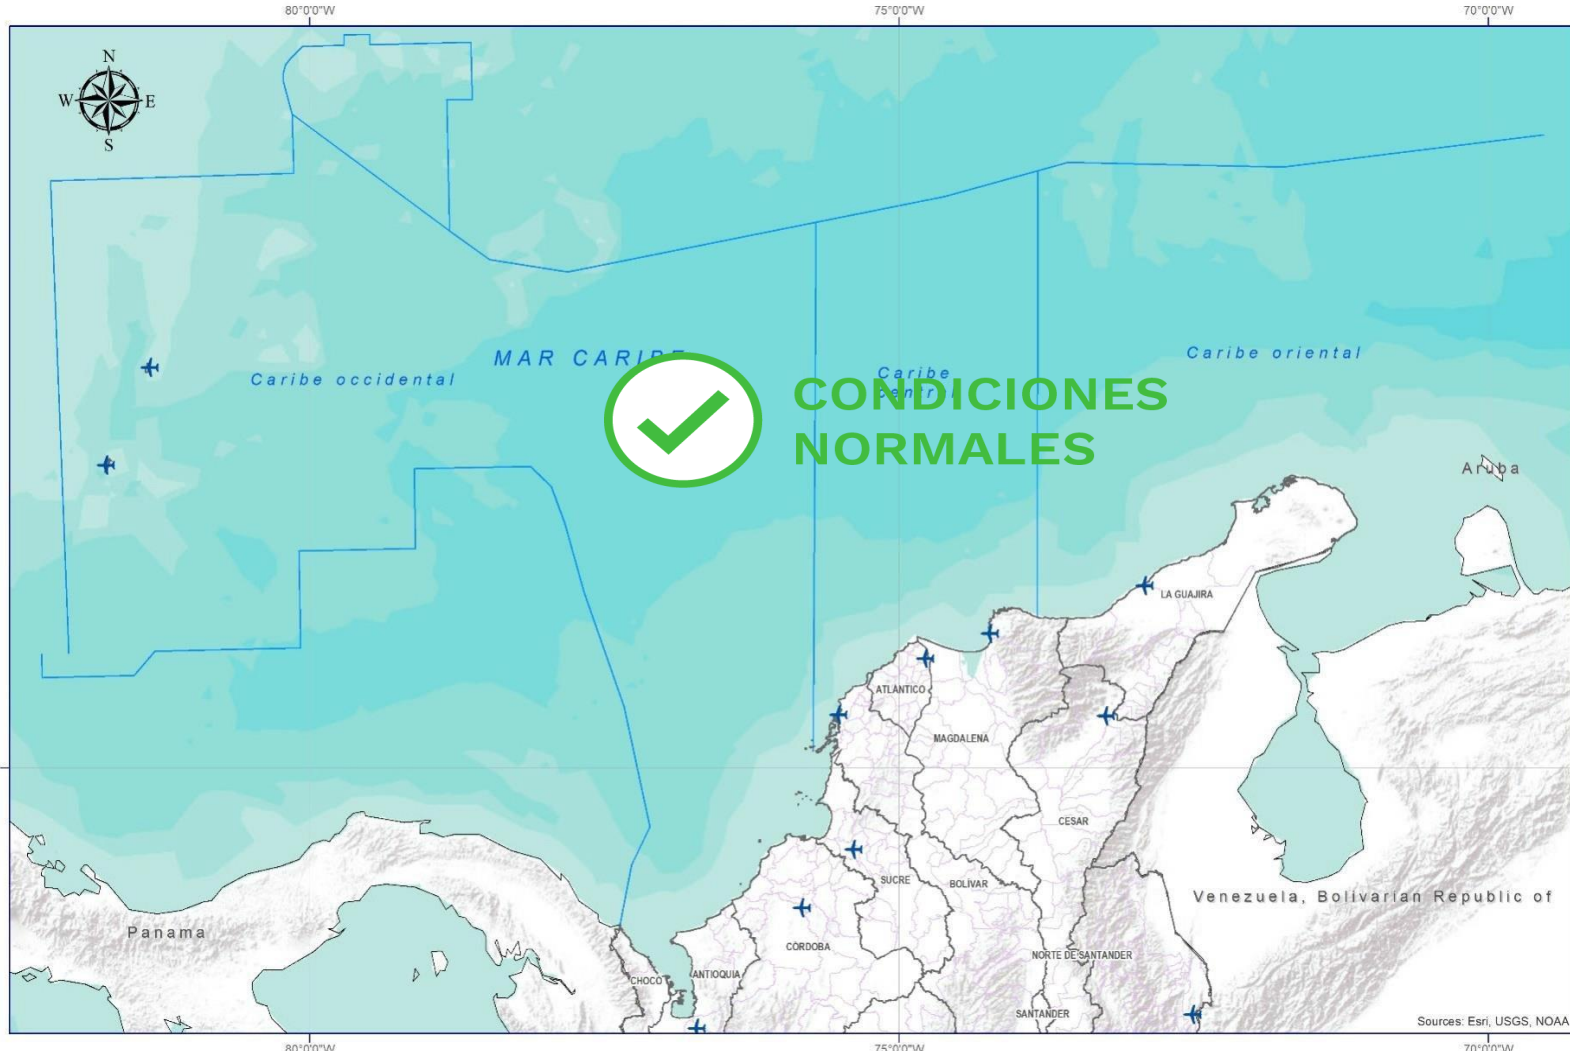 80°0'0"W
75°0'0"W
70°0'0"W
N
W
E
S
MAR CARIBE
Caribe occidental
Caribe
central
Caribe oriental
CONDICIONES
NORMALES
Aruba
LA GUAJIRA
ATLANTICO
MAGDALENA
CESAR
SUCRE
BOLIVAR
Venezuela, Bolivarian Republic of
Panama
CORDOBA
NORTE DE SANTANDER
CHOCO
ANTIOQUIA
SANTANDER
Sources: Esri, USGS, NOAA
80°0'0"W
75°0'0"W
70°0'0"W